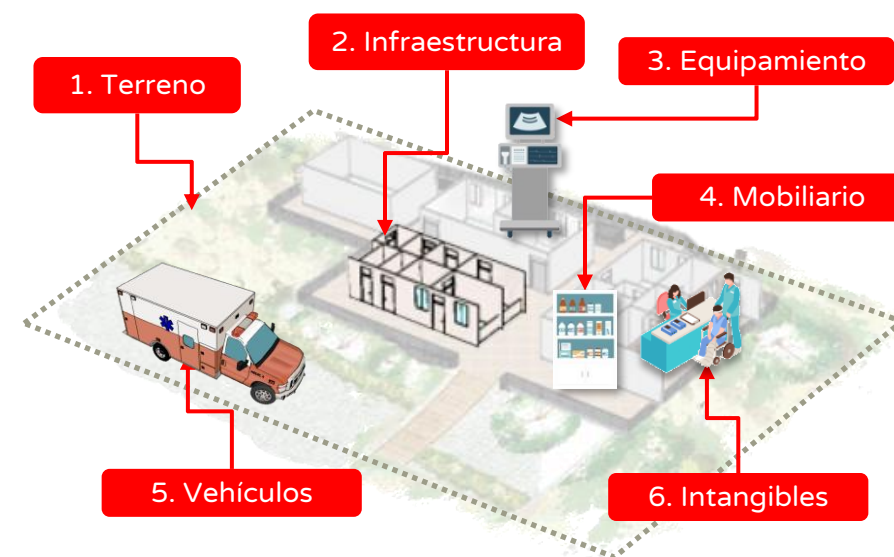 1. Terreno
2. Infraestructura
3. Equipamiento
4. Mobiliario
5. Vehículos
6. Intangibles